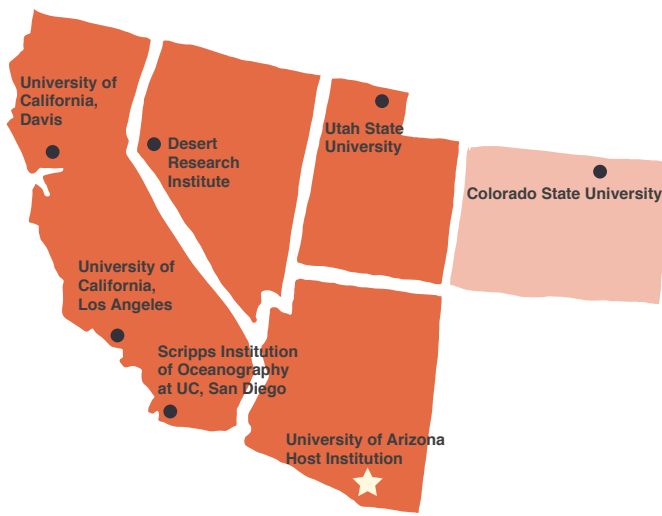 University of
California,
Davis
Desert
Research
Institute
Utah State
University
Colorado State University
University of
California,
Los Angeles
Scripps Institution
of Oceanography
at UC, San Diego
University of Arizona
Host Institution